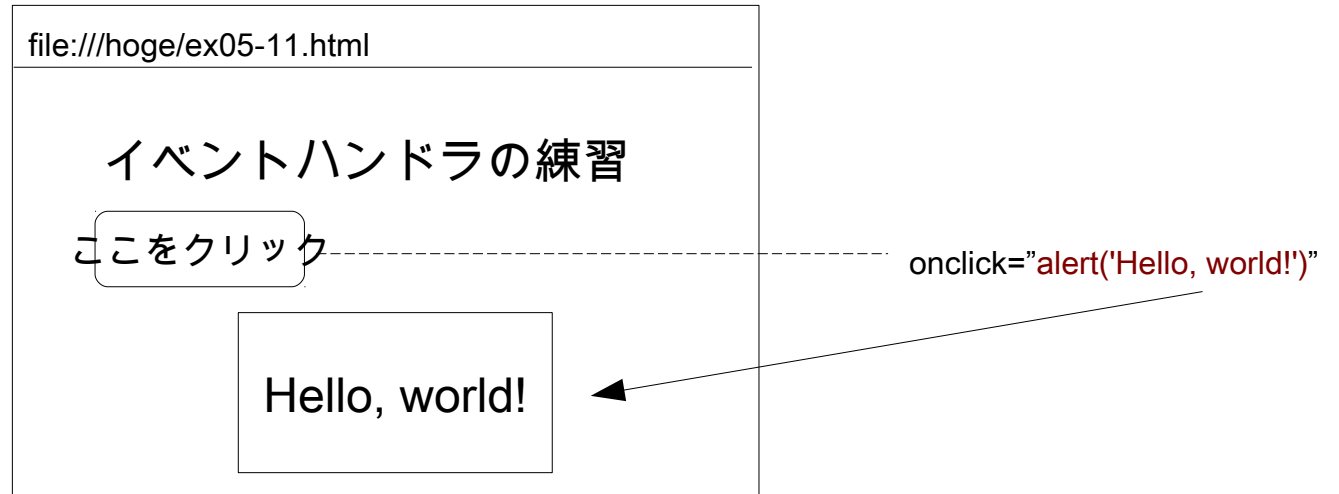 file:///hoge/ex05-11.html
イベントハンドラの練習
ここをクリック
onclick=”alert('Hello, world!')”
Hello, world!